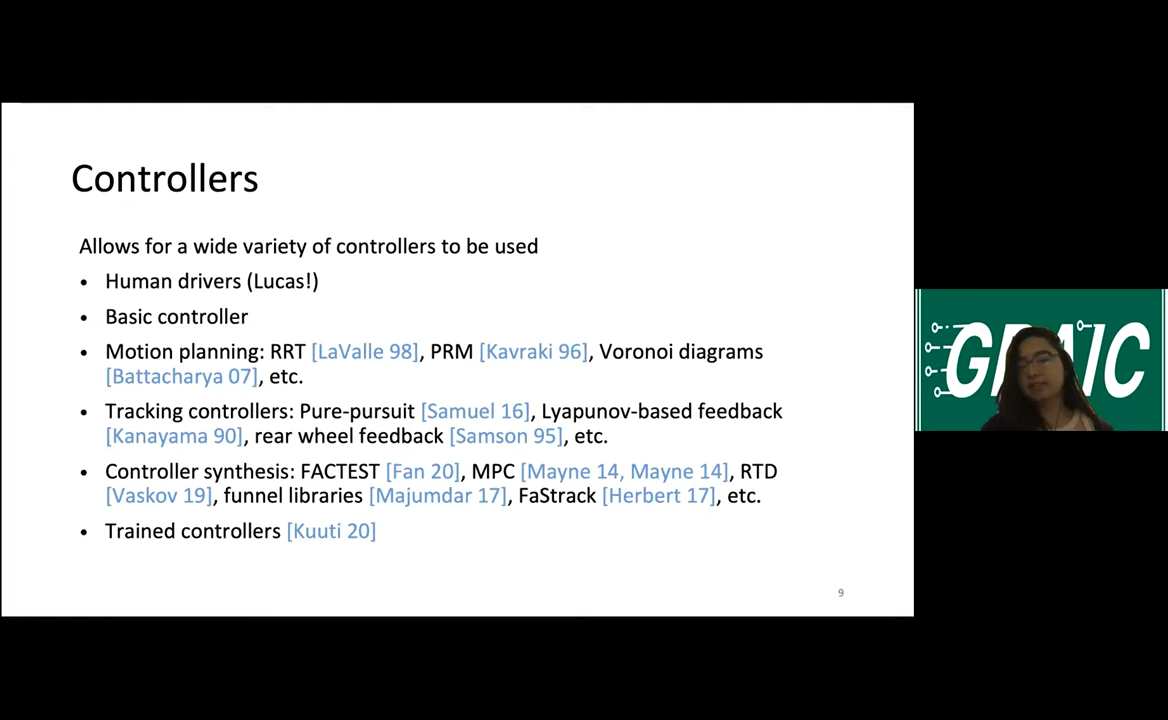 Controllers
Allows for a wide variety of controllers to be used
• Human drivers (Lucas!)
• Basic controller
• Motion planning: RRT [LaValle 98], PRM [Kavraki 96], Voronoi diagrams
[Battacharya 07], etc.
• Tracking controllers: Pure-pursuit [Samuel 16], Lyapunov-based feedback
[Kanayama 90], rear wheel feedback [Samson 95], etc.
• Controller synthesis: FACTEST [Fan 20], MPC [Mayne 14, Mayne 14], RTD
[Vaskov 19], funnel libraries [Majumdar 17], FaStrack [Herbert 17], etc.
• Trained controllers [Kuuti 20]
9